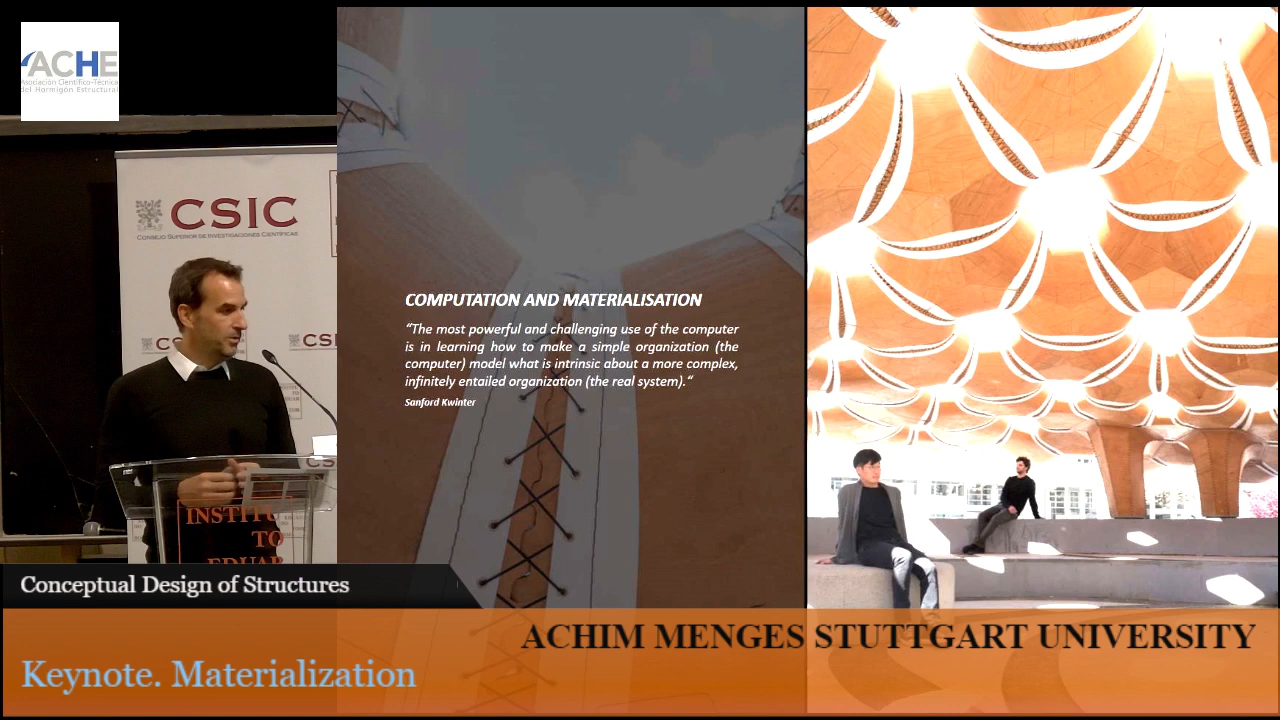 ACHE
Asociación Científico-Técnica
del Hormigón Estructural
CSIC
CONSEJO SUPERIOR DE INVESTIGACIONES CIENTÍFICAS
CSI
CS
INSTITU
TO
EDUAR
COMPUTATION AND MATERIALISATION
“The most powerful and challenging use of the computer
is in learning how to make a simple organization (the
computer) model what is intrinsic about a more complex,
infinitely entailed organization (the real system).“
Sanford Kwinter
Conceptual Design of Structures
ACHIM MENGES STUTTGART UNIVERSITY
Keynote. Materialization